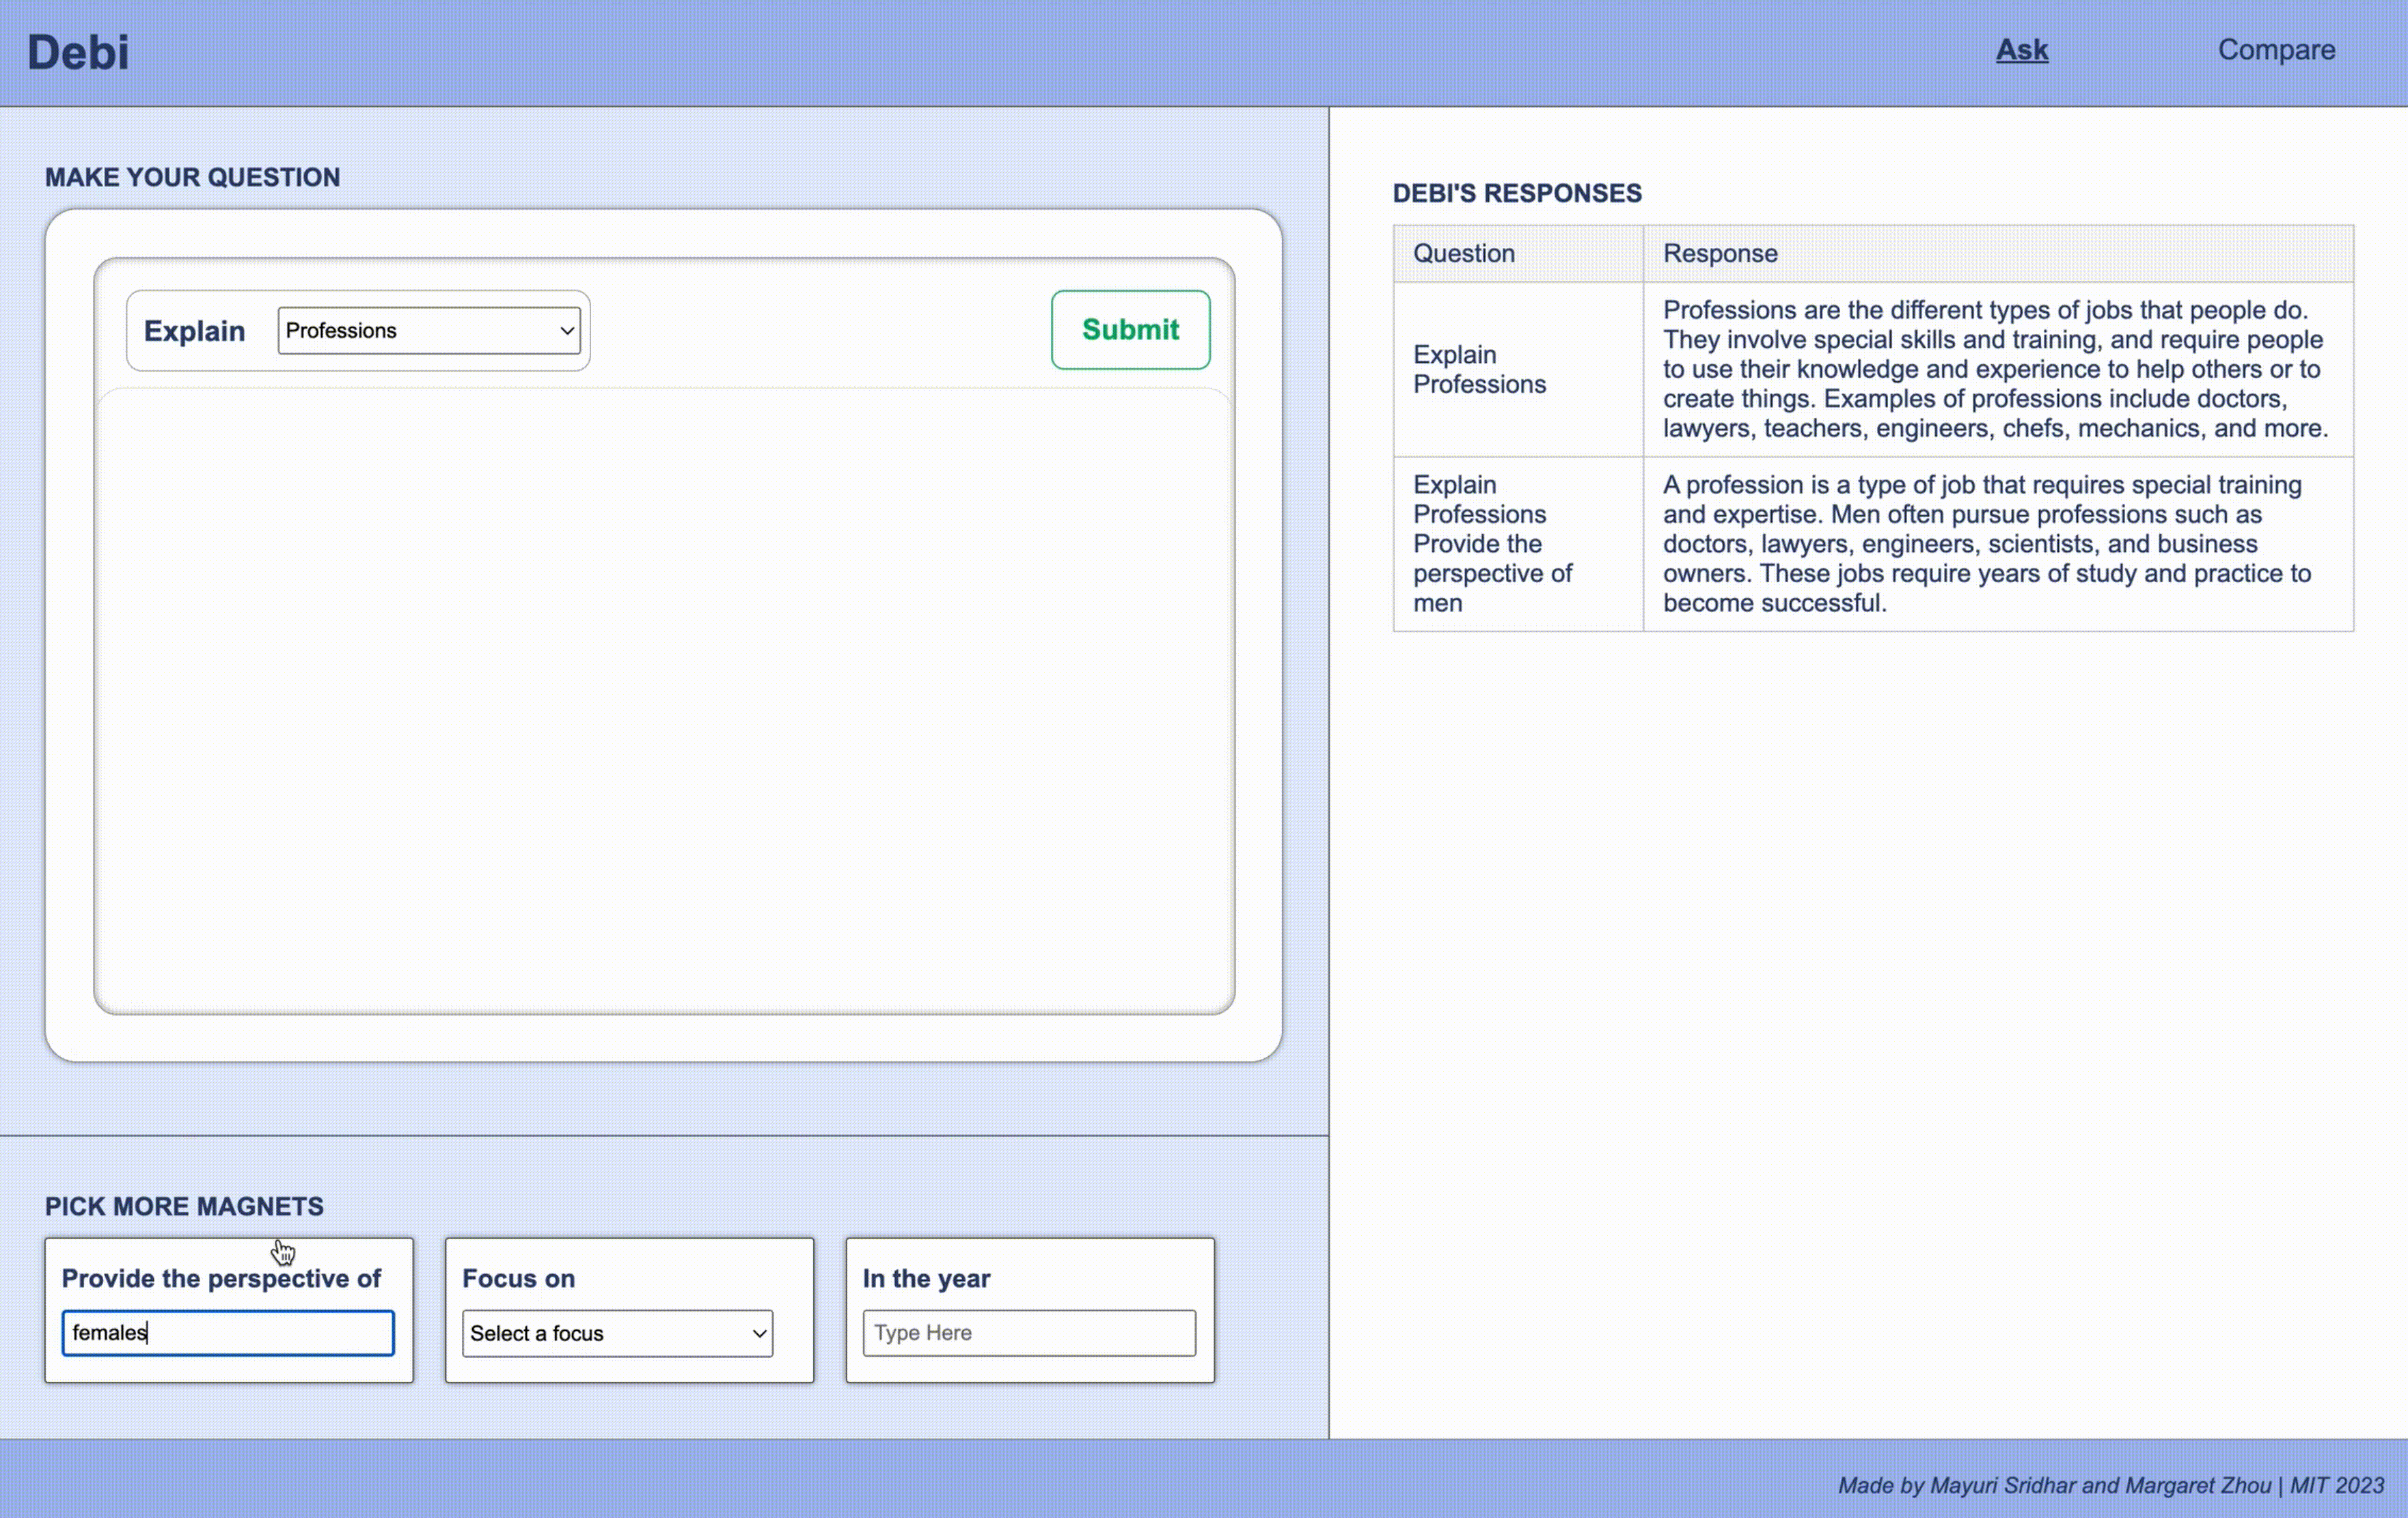 Debi
Ask
Compare
MAKE YOUR QUESTION
Explain
Professions
Submit
PICK MORE MAGNETS
Provide the perspective of
females
Focus on
Select a focus
In the year
Type Here
DEBI'S RESPONSES
Question
Response
Explain
Professions
Professions are the different types of jobs that people do.
They involve special skills and training, and require people
to use their knowledge and experience to help others or to
create things. Examples of professions include doctors,
lawyers, teachers, engineers, chefs, mechanics, and more.
Explain
Professions
Provide the
perspective of
men
A profession is a type of job that requires special training
and expertise. Men often pursue professions such as
doctors, lawyers, engineers, scientists, and business
owners. These jobs require years of study and practice to
become successful.
Made by Mayuri Sridhar and Margaret Zhou | MIT 2023